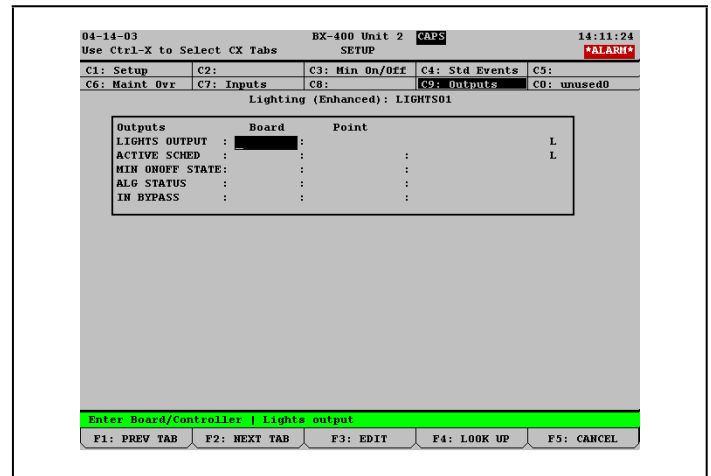 04-14-03 BX-400 Unit 2 CAPS 14:11:24
Use Ctrl-X to Select CX Tabs SETUP *ALARM*
C1: Setup C2: C3: Min On/Off C4: Std Events C5:
C6: Maint Ovr C7: Inputs C8: C9: Outputs C0: unused0
Lighting (Enhanced): LIGHTS01
Outputs Board Point
LIGHTS OUTPUT : _ : L
ACTIVE SCHED : : : L
MIN ONOFF STATE: : :
ALG STATUS : : :
IN BYPASS : : :
Enter Board/Controller | Lights output
F1: PREV TAB F2: NEXT TAB F3: EDIT F4: LOOK UP F5: CANCEL